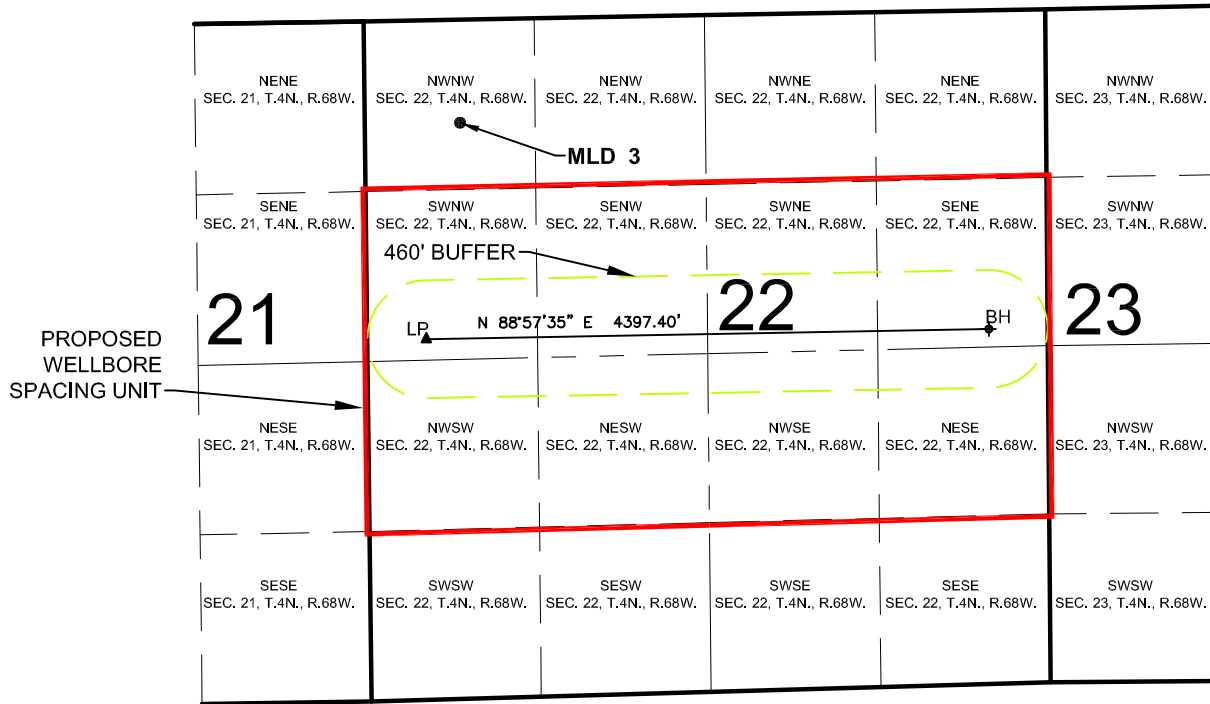 NENE
SEC. 21, T.4N., R.68W.
NWNW
SEC. 22, T.4N., R.68W.
NENW
SEC. 22, T.4N., R.68W.
NWNE
SEC. 22, T.4N., R.68W.
NENE
SEC. 22, T.4N., R.68W.
NWNW
SEC. 23, T.4N., R.68W.
MLD 3
SENE
SEC. 21, T.4N., R.68W.
SWNW
SEC. 22, T.4N., R.68W.
SENW
SEC. 22, T.4N., R.68W.
SWNE
SEC. 22, T.4N., R.68W.
SENE
SEC. 22, T.4N., R.68W.
SWNW
SEC. 23, T.4N., R.68W.
460' BUFFER
21
22
23
LP
N 88°57'35" E 4397.40'
BH
PROPOSED
WELLBORE
SPACING UNIT
NESE
SEC. 21, T.4N., R.68W.
NWSW
SEC. 22, T.4N., R.68W.
NESW
SEC. 22, T.4N., R.68W.
NWSE
SEC. 22, T.4N., R.68W.
NESE
SEC. 22, T.4N., R.68W.
NWSW
SEC. 23, T.4N., R.68W.
SESE
SEC. 21, T.4N., R.68W.
SWSW
SEC. 22, T.4N., R.68W.
SESW
SEC. 22, T.4N., R.68W.
SWSE
SEC. 22, T.4N., R.68W.
SESE
SEC. 22, T.4N., R.68W.
SWSW
SEC. 23, T.4N., R.68W.